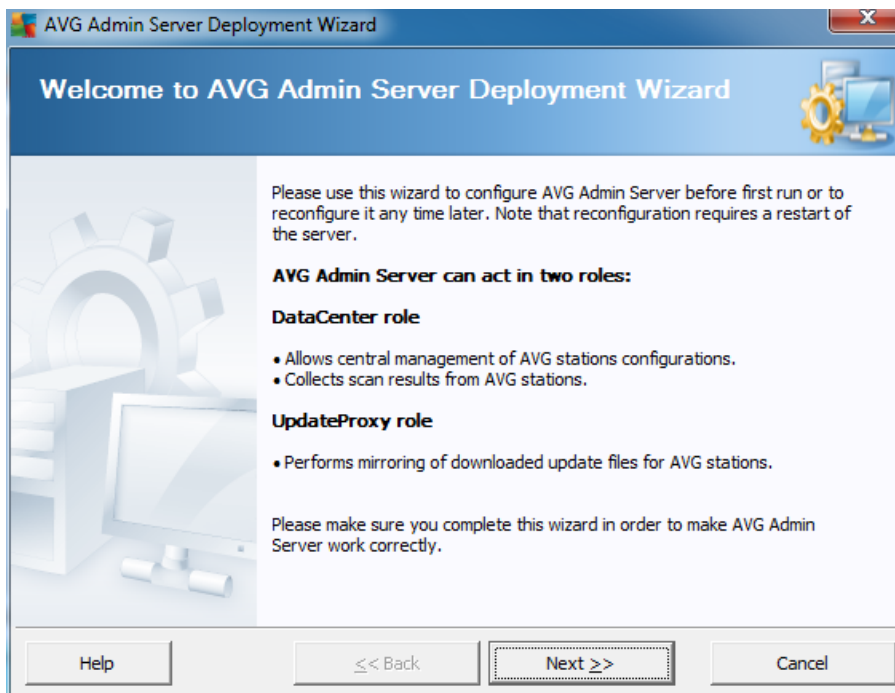 AVG Admin Server Deployment Wizard
x
Welcome to AVG Admin Server Deployment Wizard
Please use this wizard to configure AVG Admin Server before first run or to
reconfigure it any time later. Note that reconfiguration requires a restart of
the server.
AVG Admin Server can act in two roles:
DataCenter role
• Allows central management of AVG stations configurations.
• Collects scan results from AVG stations.
UpdateProxy role
• Performs mirroring of downloaded update files for AVG stations.
Please make sure you complete this wizard in order to make AVG Admin
Server work correctly.
Help
<< Back
Next >>
Cancel